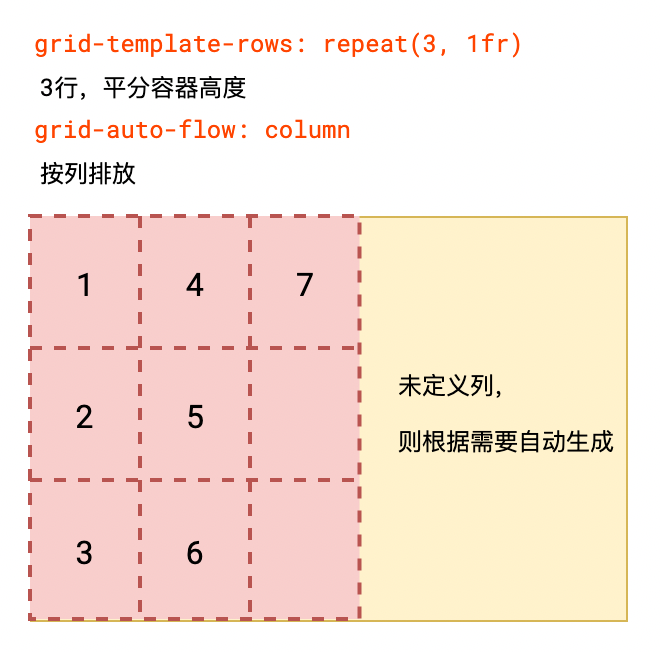 grid-template-rows: repeat(3, 1fr)
3行，平分容器高度
grid-auto-flow: column
按列排放
1 4 7
2 5
3 6
未定义列，
则根据需要自动生成